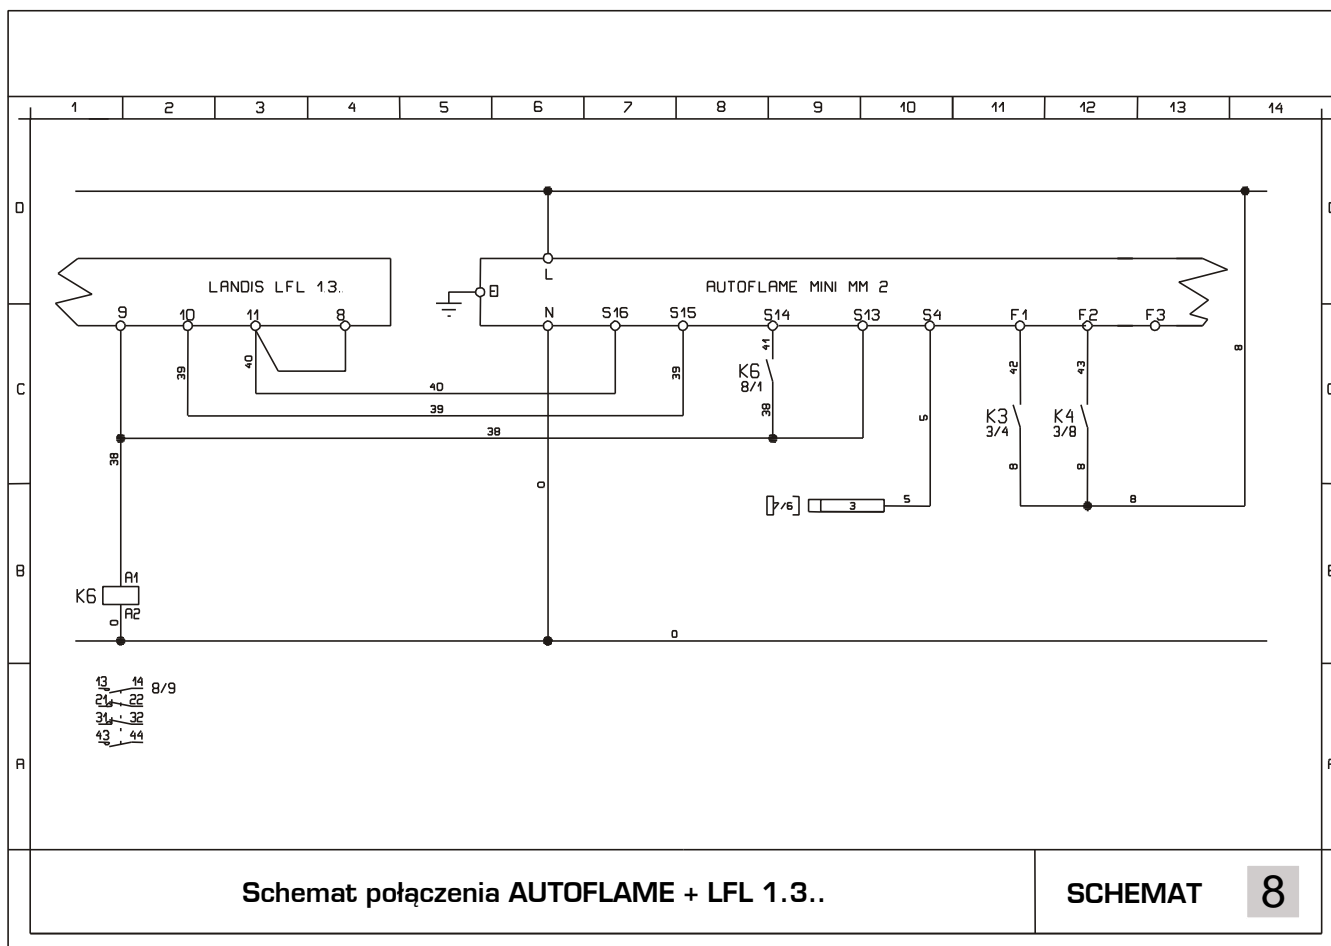 1 2 3 4 5 6 7 8 9 10 11 12 13 14
D
LANDIS LFL 1.3..
L
E
AUTOFLAME MINI MM 2
9 10 11 8 N S16 S15 S14 S13 S4 F1 F2 F3
41
40 39 39 42 43 8
K6
8/1
C
40
39
38
38
5
K3
3/4
K4
3/8
38
38
8 8
0
7/6
3
5
8
B
B
A1
K6
A2
0
0
13 14 8/9
21 22
31 32
43 44
A
Schemat połączenia AUTOFLAME + LFL 1.3..
SCHEMAT 8